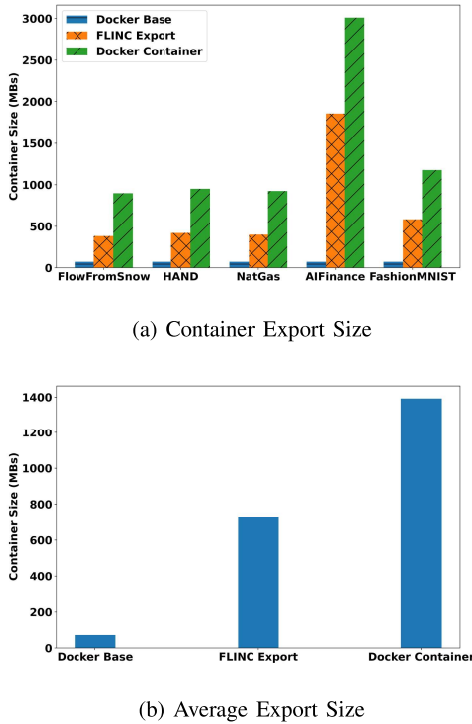 Docker Base
FLINC Export
Docker Container
Container Size (MBs)
3000
2500
2000
1500
1000
500
0
FlowFromSnow HAND NatGas AIFinance FashionMNIST
(a) Container Export Size
Container Size (MBs)
1400
1200
1000
800
600
400
200
0
Docker Base FLINC Export Docker Container
(b) Average Export Size